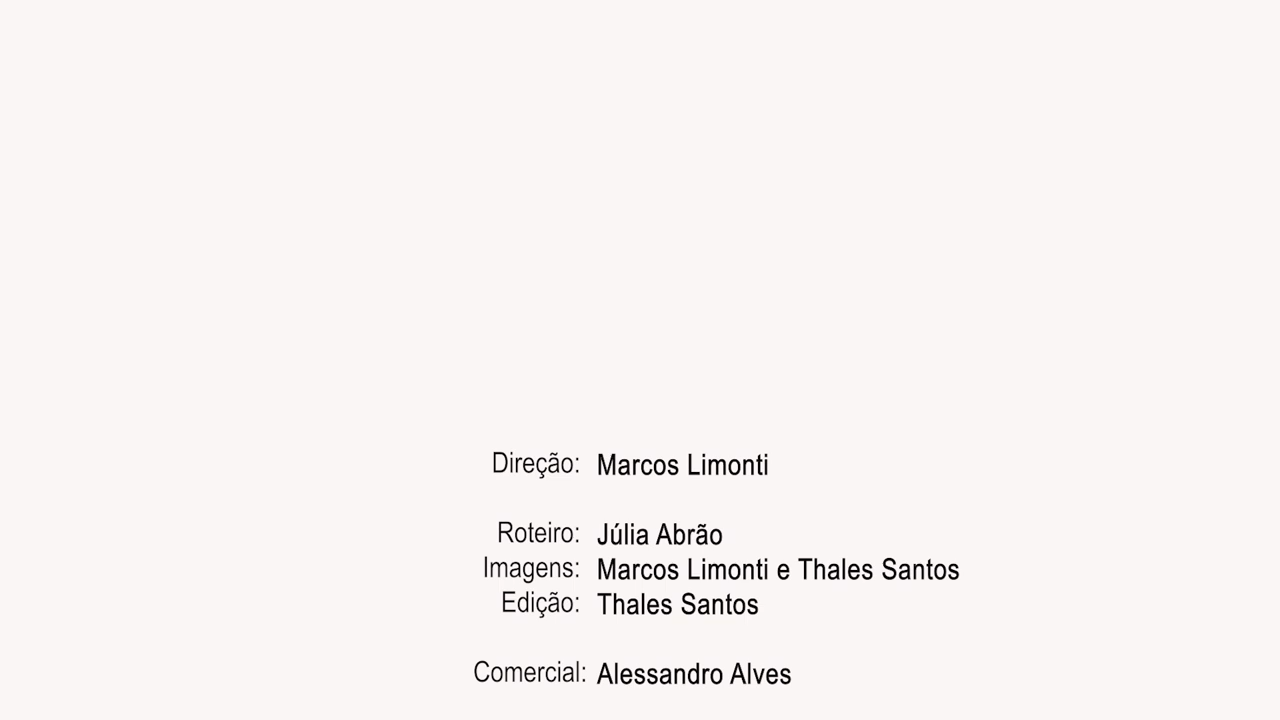 Direção: Marcos Limonti
Roteiro: Júlia Abrão
Imagens: Marcos Limonti e Thales Santos
Edição: Thales Santos
Comercial: Alessandro Alves